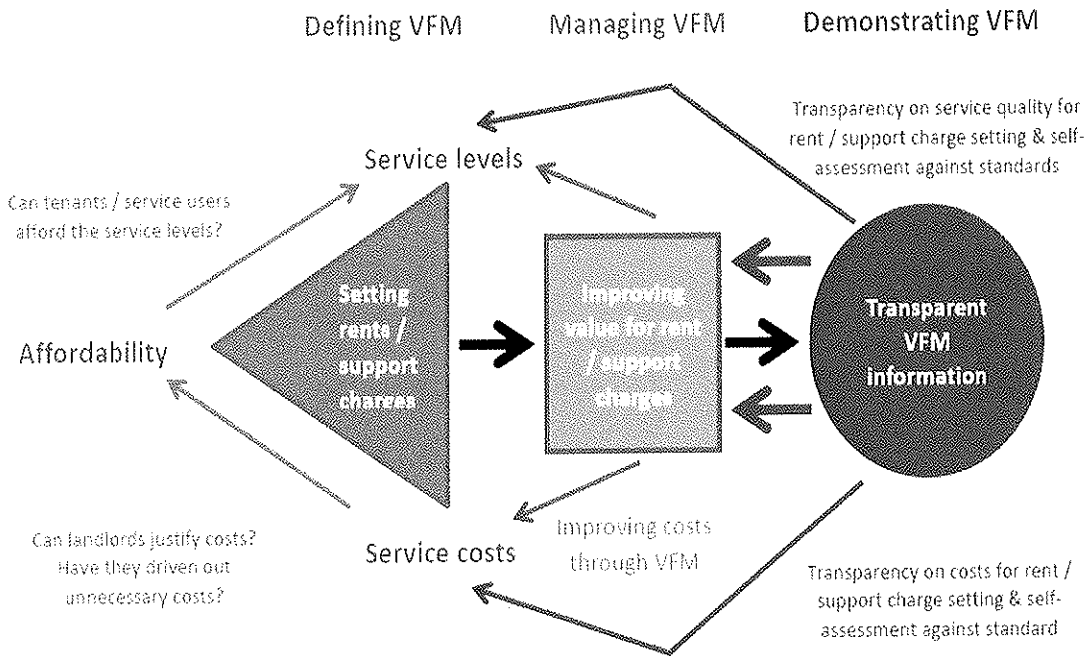 Defining VFM
Managing VFM
Demonstrating VFM
Transparency on service quality for
rent / support charge setting & self-
assessment against standards
Service levels
Can tenants / service users
afford the service levels?
Setting
rents /
support
charges
Improving
value for rent
/ support
charges
Transparent
VFM
information
Affordability
Can landlords justify costs?
Have they driven out
unnecessary costs?
Service costs
Improving costs
through VFM
Transparency on costs for rent /
support charge setting & self-
assessment against standard